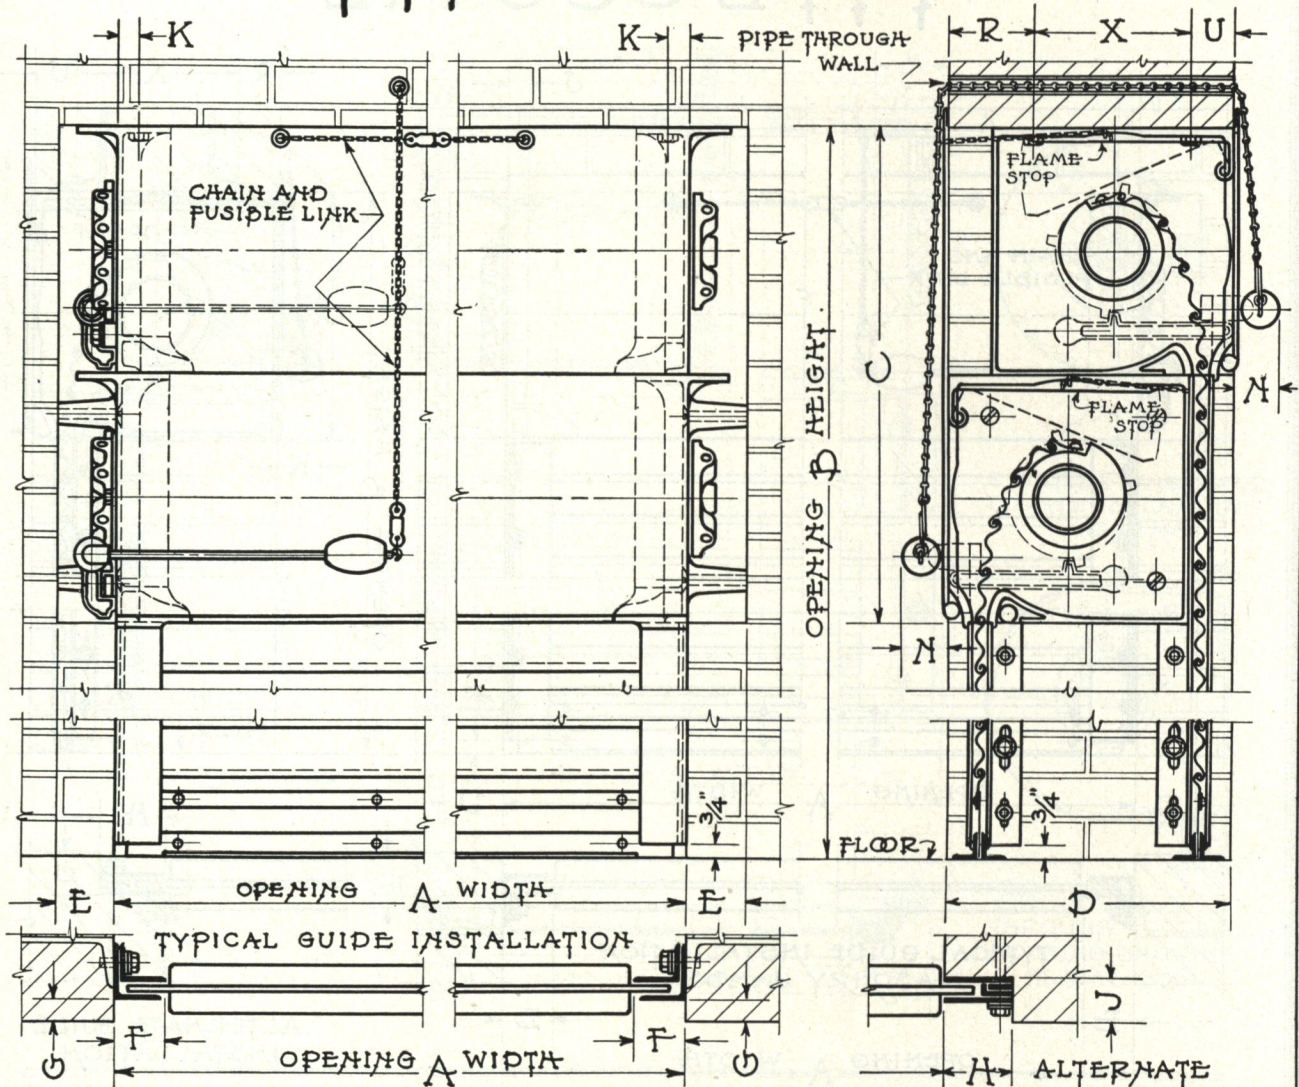 K
K
PIPE THROUGH
WALL
R
X
U
FLAME
STOP
CHAIN AND
FUSIBLE LINK
C
OPENING B HEIGHT
N
FLAME
STOP
N
3/4
3/4"
FLOOR
E
OPENING A WIDTH
E
D
TYPICAL GUIDE INSTALLATION
J
F
F
G
OPENING A WIDTH
G
H
ALTERNATE